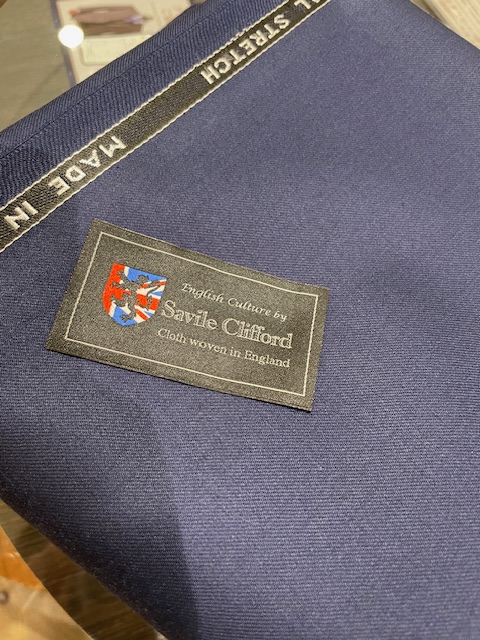 L STRETCH
MADE IN
English Culture by
Savile Clifford
Cloth woven in England